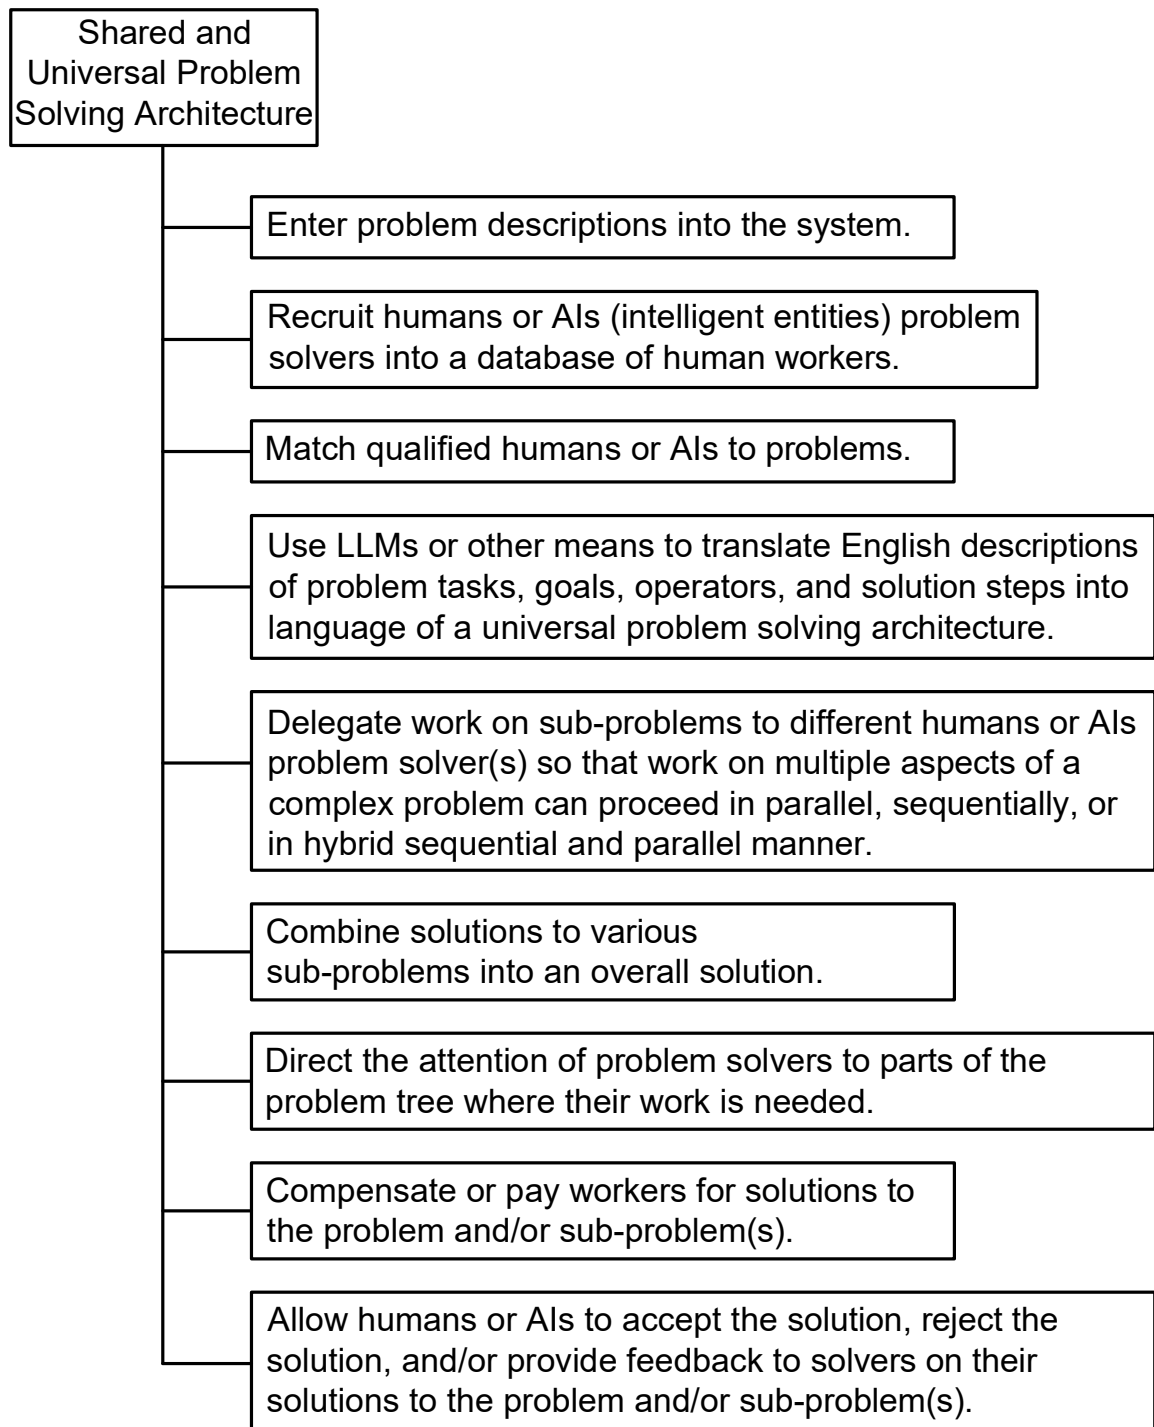 Shared and
Universal Problem
Solving Architecture
Enter problem descriptions into the system.
Recruit humans or AIs (intelligent entities) problem
solvers into a database of human workers.
Match qualified humans or AIs to problems.
Use LLMs or other means to translate English descriptions
of problem tasks, goals, operators, and solution steps into
language of a universal problem solving architecture.
Delegate work on sub-problems to different humans or AIs
problem solver(s) so that work on multiple aspects of a
complex problem can proceed in parallel, sequentially, or
in hybrid sequential and parallel manner.
Combine solutions to various
sub-problems into an overall solution.
Direct the attention of problem solvers to parts of the
problem tree where their work is needed.
Compensate or pay workers for solutions to
the problem and/or sub-problem(s).
Allow humans or AIs to accept the solution, reject the
solution, and/or provide feedback to solvers on their
solutions to the problem and/or sub-problem(s).